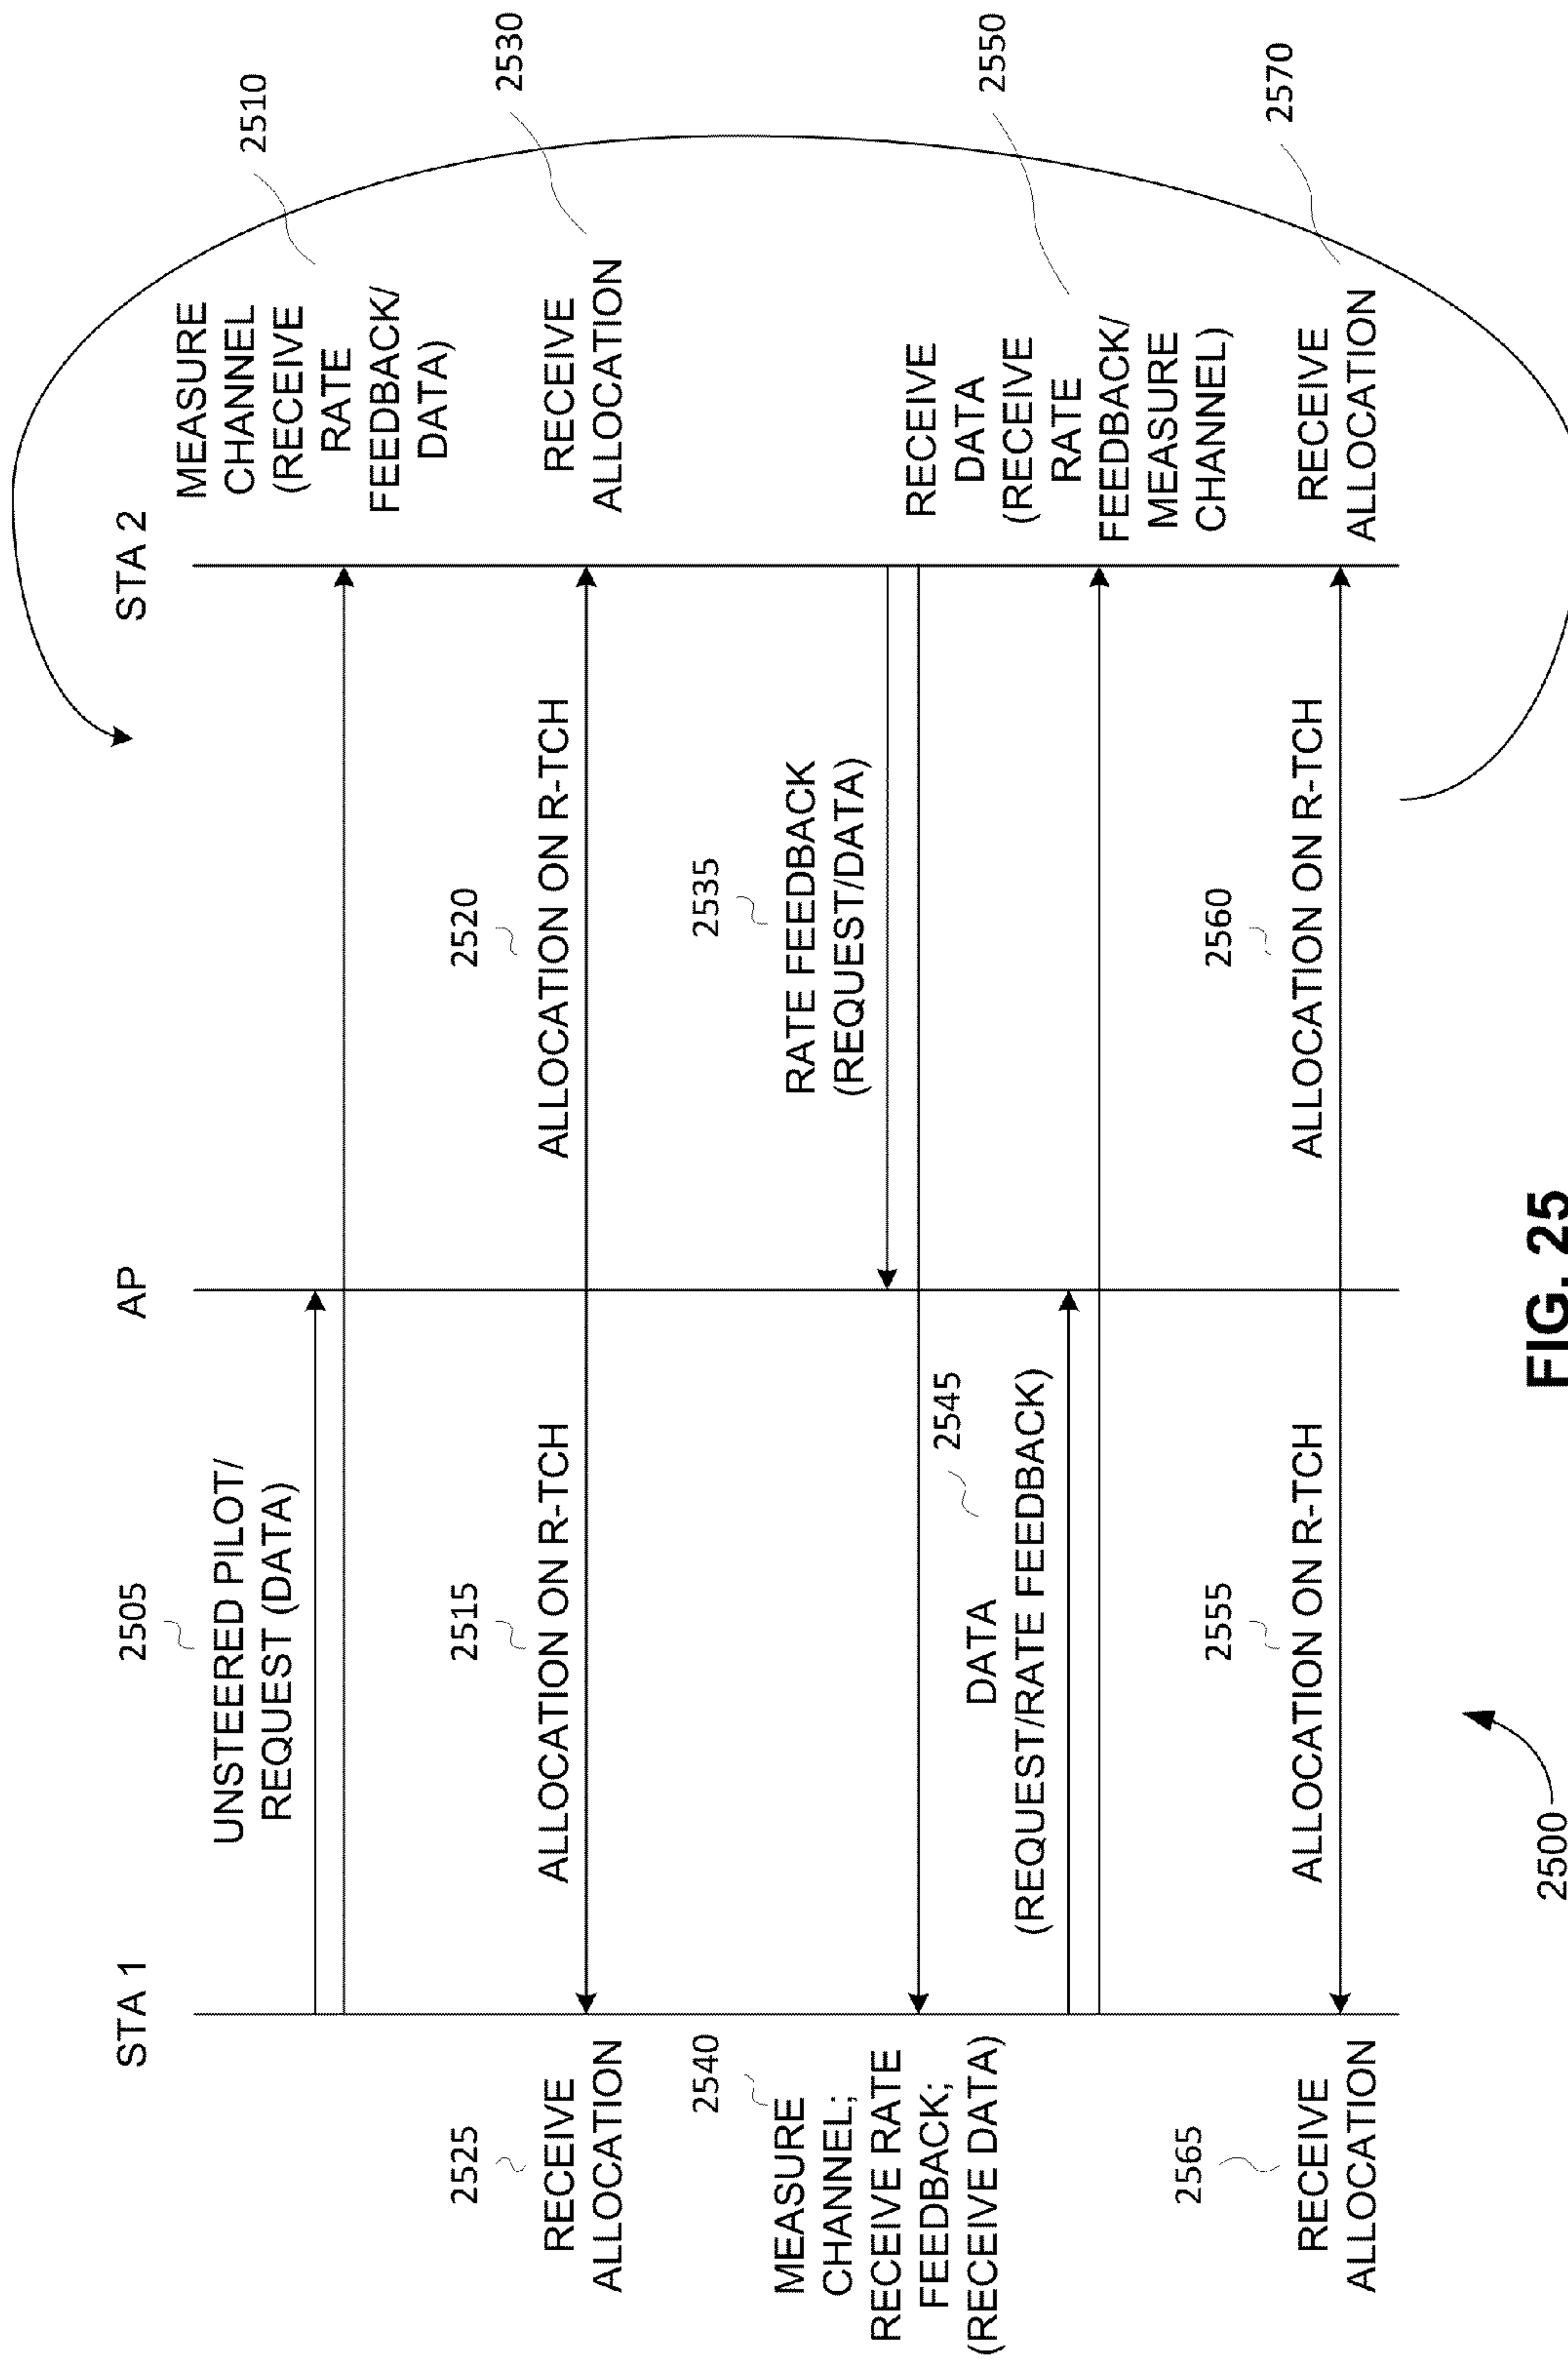 STA 1
AP
STA 2
2505
UNSTEERED PILOT/
REQUEST (DATA)
2510
MEASURE
CHANNEL
(RECEIVE
RATE
FEEDBACK/
DATA)
2525
RECEIVE
ALLOCATION
2515
ALLOCATION ON R-TCH
2520
ALLOCATION ON R-TCH
2530
RECEIVE
ALLOCATION
2540
MEASURE
CHANNEL;
RECEIVE RATE
FEEDBACK;
(RECEIVE DATA)
2535
RATE FEEDBACK
(REQUEST/DATA)
2545
DATA
(REQUEST/RATE FEEDBACK)
2550
RECEIVE
DATA
(RECEIVE
RATE
FEEDBACK/
MEASURE
CHANNEL)
2565
RECEIVE
ALLOCATION
2555
ALLOCATION ON R-TCH
2560
ALLOCATION ON R-TCH
2570
RECEIVE
ALLOCATION
2500
FIG. 25